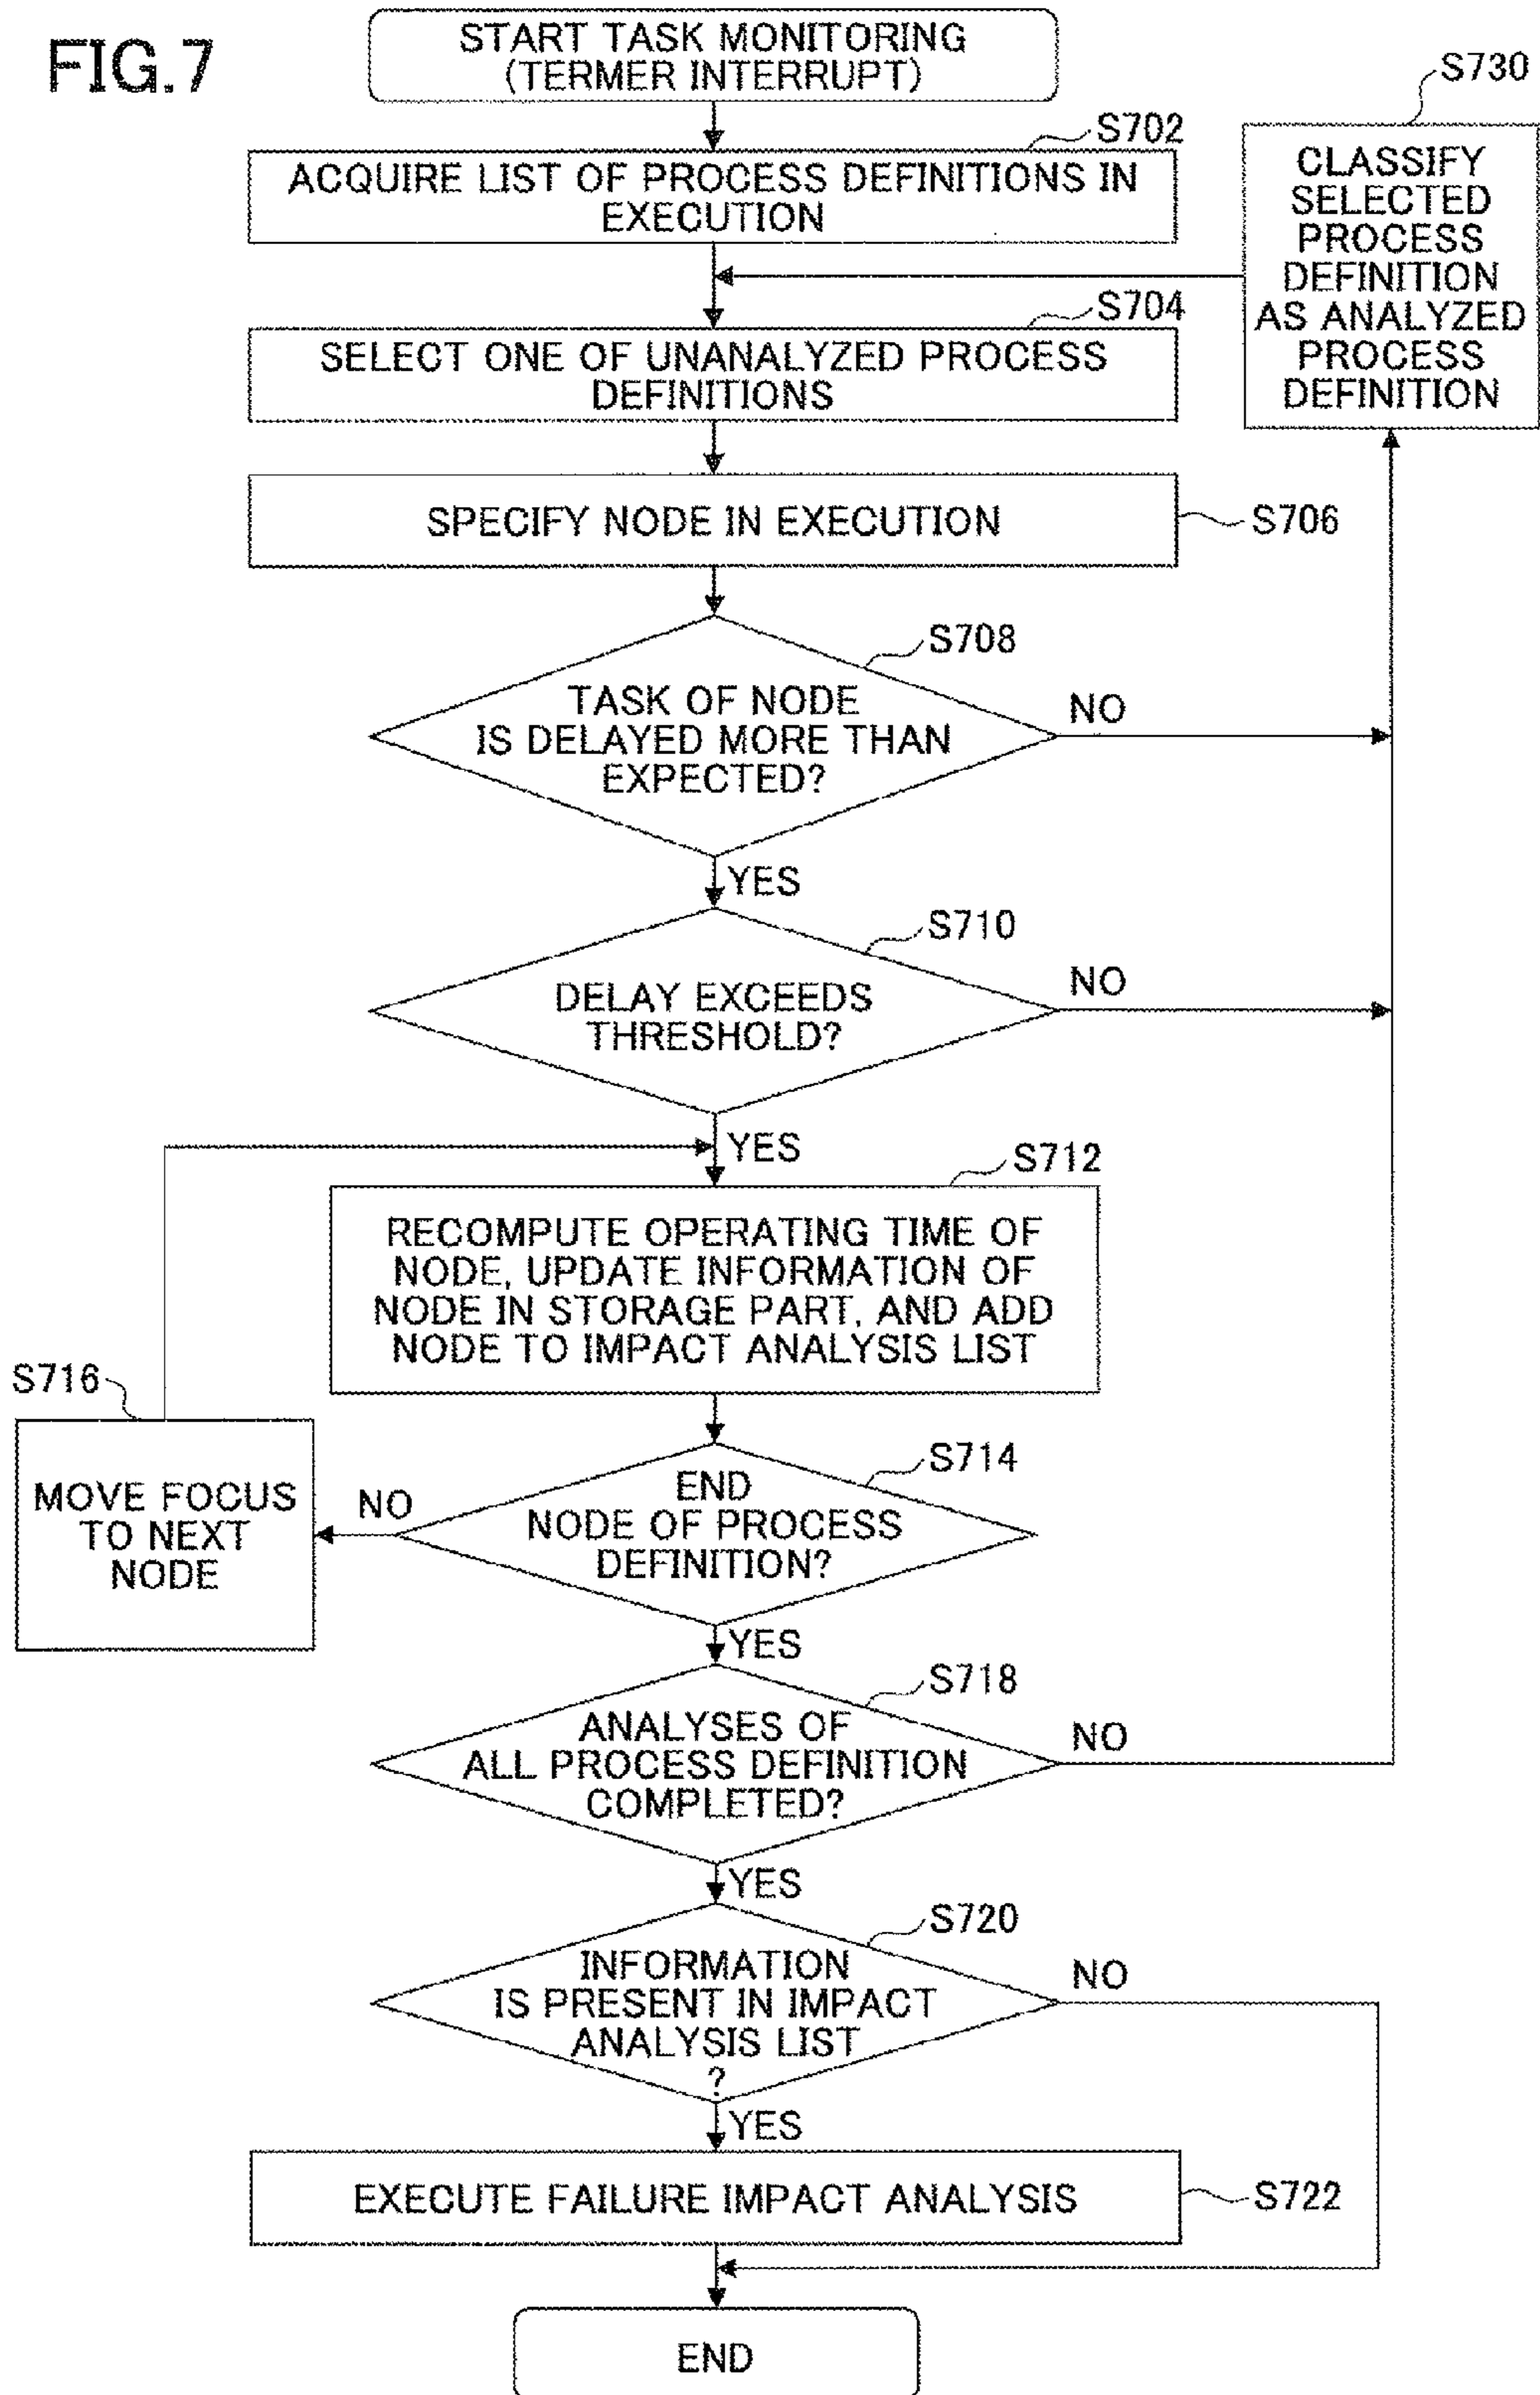 FIG.7
START TASK MONITORING
(TERMER INTERRUPT)
S702
ACQUIRE LIST OF PROCESS DEFINITIONS IN
EXECUTION
S730
CLASSIFY
SELECTED
PROCESS
DEFINITION
AS ANALYZED
PROCESS
DEFINITION
S704
SELECT ONE OF UNANALYZED PROCESS
DEFINITIONS
SPECIFY NODE IN EXECUTION
S706
S708
TASK OF NODE
IS DELAYED MORE THAN
EXPECTED?
NO
YES
S710
DELAY EXCEEDS
THRESHOLD?
NO
YES
S712
RECOMPUTE OPERATING TIME OF
NODE, UPDATE INFORMATION OF
NODE IN STORAGE PART, AND ADD
NODE TO IMPACT ANALYSIS LIST
S716
MOVE FOCUS
TO NEXT
NODE
NO
S714
END
NODE OF PROCESS
DEFINITION?
YES
S718
ANALYSES OF
ALL PROCESS DEFINITION
COMPLETED?
NO
YES
S720
INFORMATION
IS PRESENT IN IMPACT
ANALYSIS LIST
?
NO
YES
EXECUTE FAILURE IMPACT ANALYSIS
S722
END